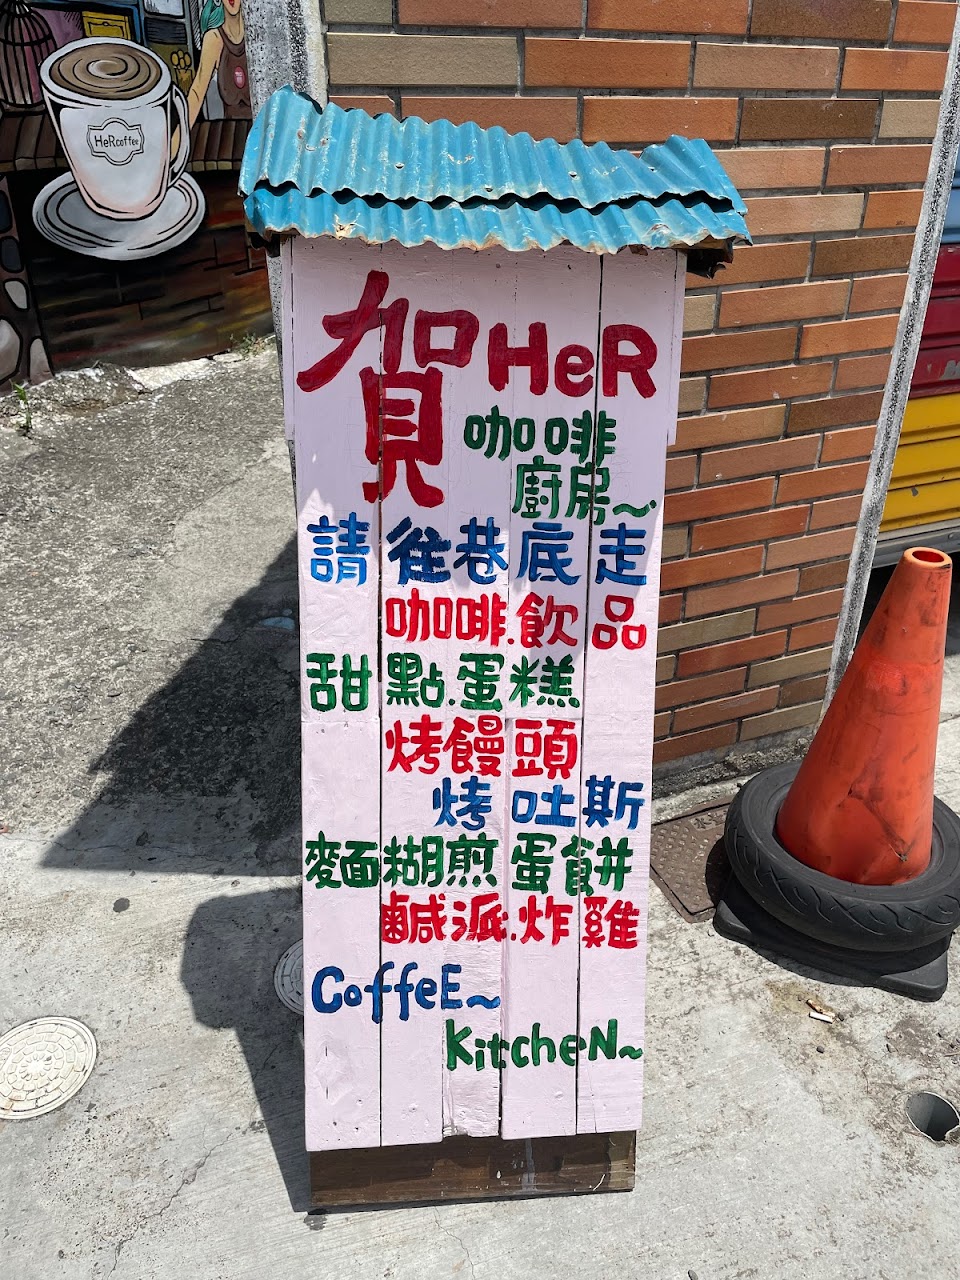 HeRcoffee
賀 HeR
咖啡
廚房~
請往巷底走
咖啡.飲品
甜點.蛋糕
烤饅頭
烤吐斯
麵糊煎蛋餅
鹹派.炸雞
CoffeE~
KitcheN~